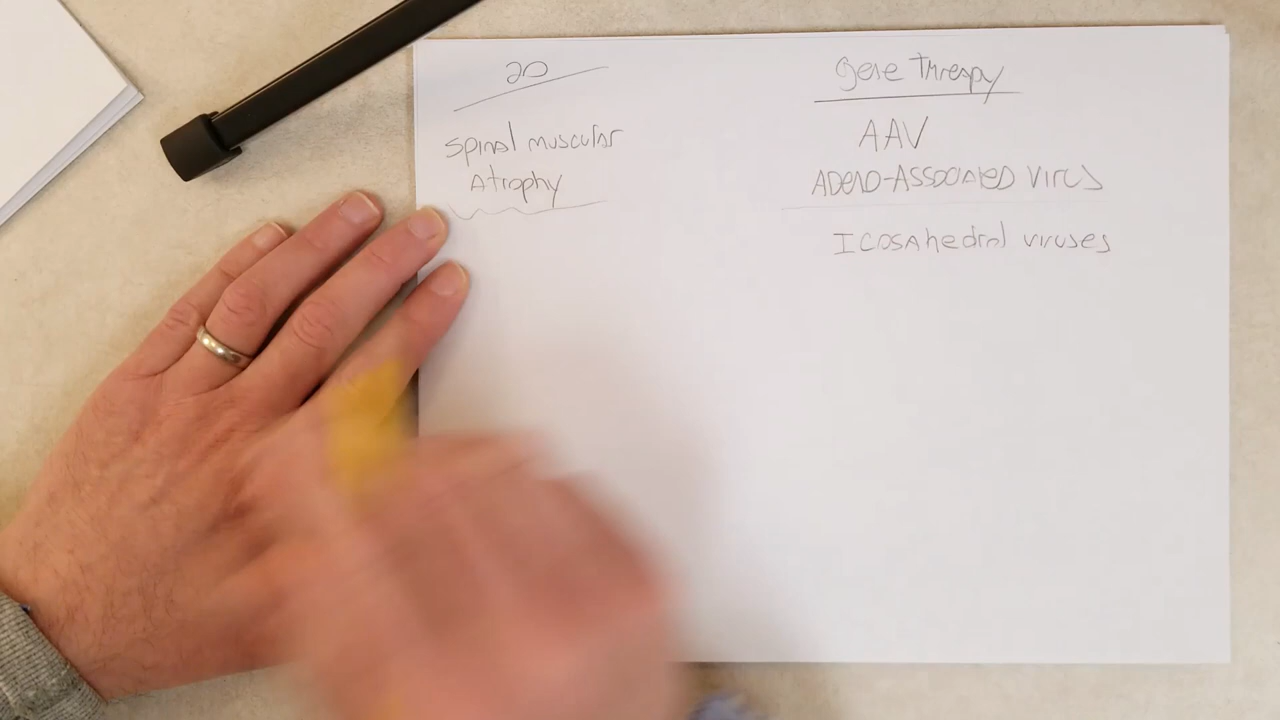 20
Spinal muscular
Atrophy
Gene Therapy
AAV
ADENO-ASSOCIATED VIRUS
ICOSAhedral viruses